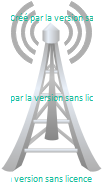 Créé par la version sa
par la version sans lic
version sans licence